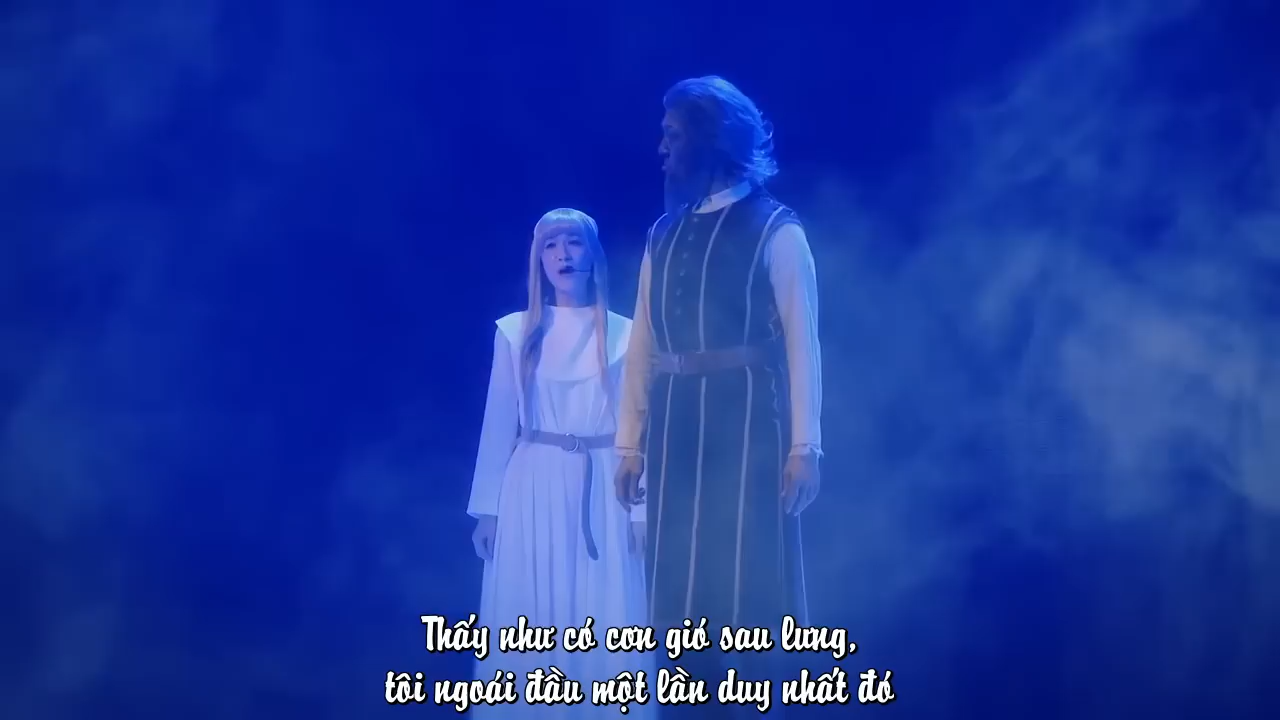 Thấy như có cơn gió sau lưng,
tôi ngoái đầu một lần duy nhất đó